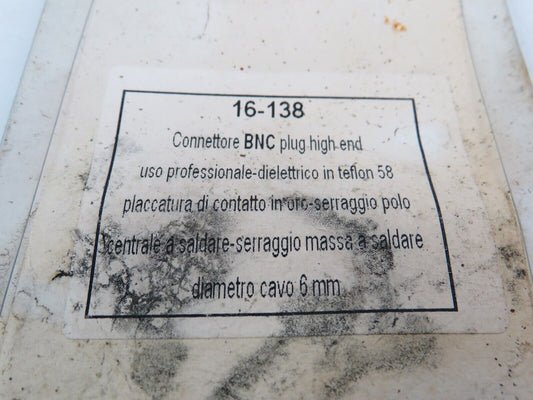 16-138
Connettore BNC plug high end
uso professionale-dielettrico in teflon 58
placcatura di contatto in oro-serraggio polo
centrale a saldare-serraggio massa a saldare
diametro cavo 6 mm